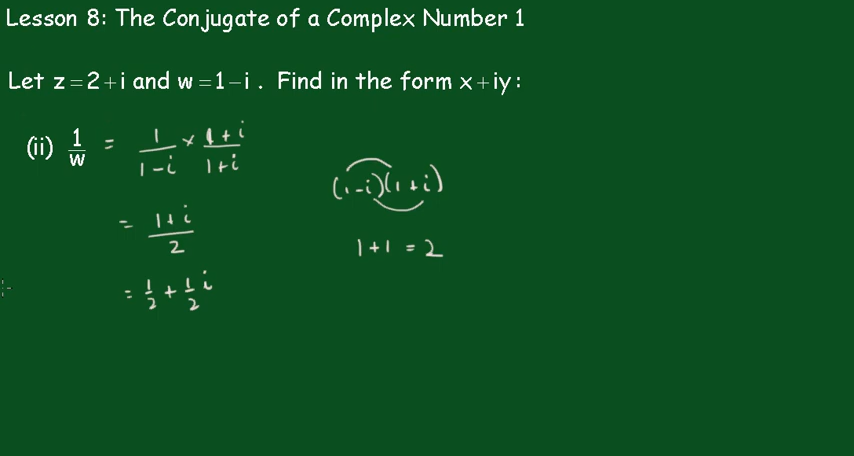 Lesson 8: The Conjugate of a Complex Number 1
Let z=2+i and w=1-i. Find in the form x+iy:
(ii) 1/w = 1/(1-i) × (1+i)/(1+i)
(1-i)(1+i)
= (1+i)/2
1+1 = 2
= 1/2 + 1/2 i